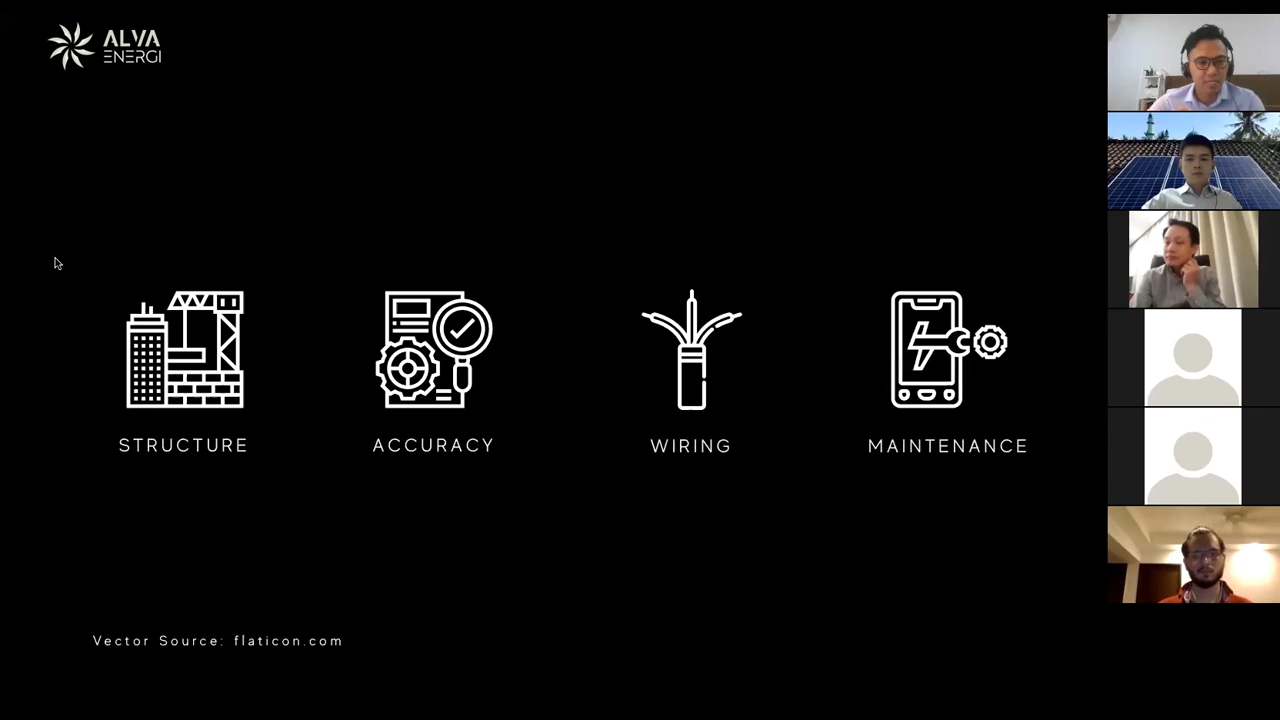 ALVA
ENERGI
STRUCTURE
ACCURACY
WIRING
MAINTENANCE
Vector Source: flaticon.com